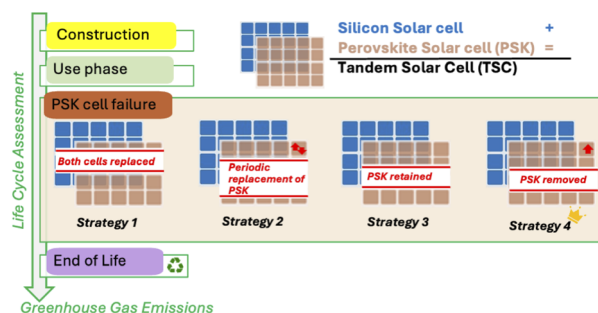 Construction
Use phase
PSK cell failure
Silicon Solar cell +
Perovskite Solar cell (PSK) =
Tandem Solar Cell (TSC)
Life Cycle Assessment
Both cells replaced
Strategy 1
Periodic
replacement of
PSK
Strategy 2
PSK retained
Strategy 3
PSK removed
Strategy 4
End of Life
Greenhouse Gas Emissions